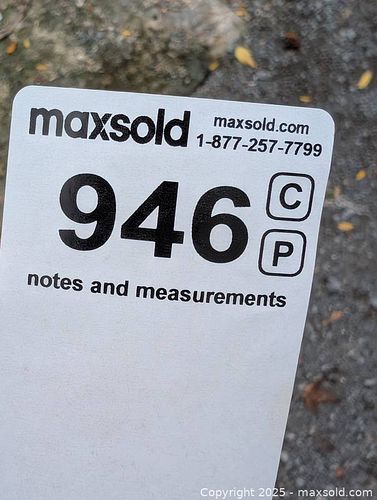 maxsold
maxsold.com
1-877-257-7799
946
C
P
notes and measurements
Copyright 2025 - maxsold.com